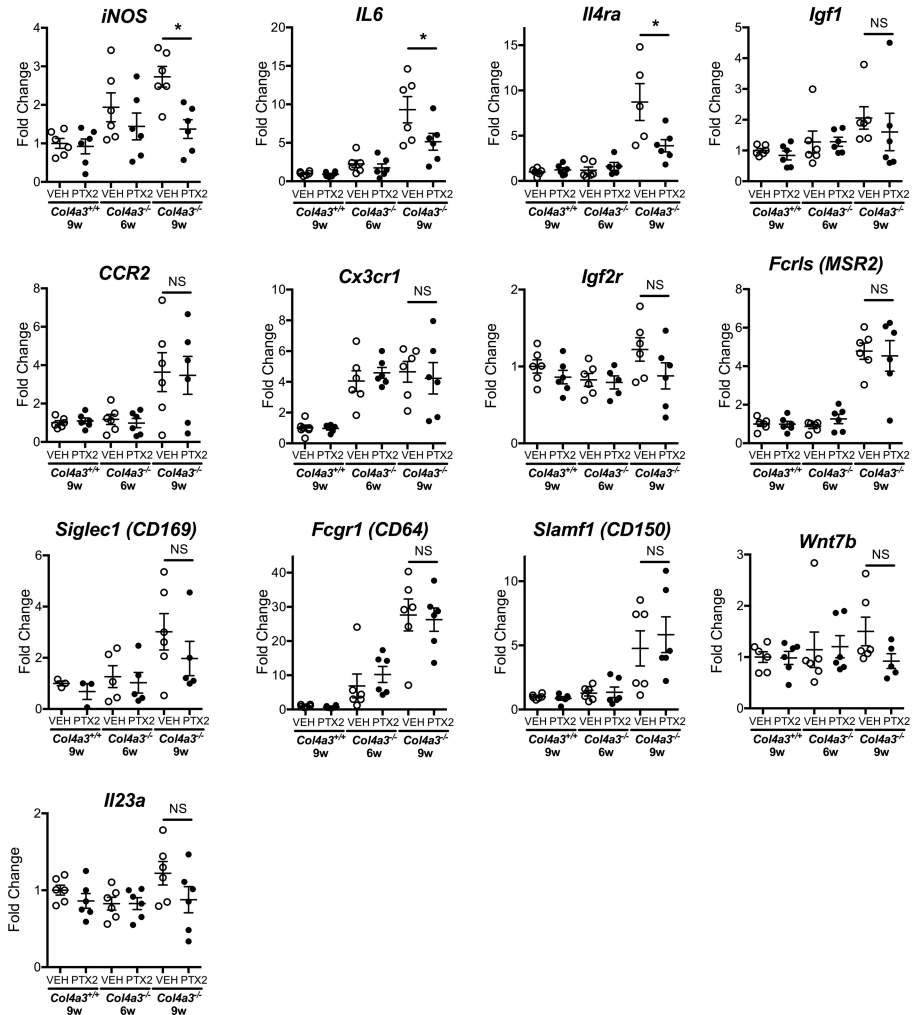 iNOS
Fold Change
*
4
3
2
1
0
VEH PTX2 VEH PTX2 VEH PTX2
Col4a3+/+ Col4a3-/- Col4a3-/-
9w 6w 9w
IL6
Fold Change
*
20
15
10
5
0
VEH PTX2 VEH PTX2 VEH PTX2
Col4a3+/+ Col4a3-/- Col4a3-/-
9w 6w 9w
Il4ra
Fold Change
*
15
10
5
0
VEH PTX2 VEH PTX2 VEH PTX2
Col4a3+/+ Col4a3-/- Col4a3-/-
9w 6w 9w
Igf1
Fold Change
NS
5
4
3
2
1
0
VEH PTX2 VEH PTX2 VEH PTX2
Col4a3+/+ Col4a3-/- Col4a3-/-
9w 6w 9w
CCR2
Fold Change
NS
8
6
4
2
0
VEH PTX2 VEH PTX2 VEH PTX2
Col4a3+/+ Col4a3-/- Col4a3-/-
9w 6w 9w
Cx3cr1
Fold Change
NS
10
8
6
4
2
0
VEH PTX2 VEH PTX2 VEH PTX2
Col4a3+/+ Col4a3-/- Col4a3-/-
9w 6w 9w
Igf2r
Fold Change
NS
2
1
0
VEH PTX2 VEH PTX2 VEH PTX2
Col4a3+/+ Col4a3-/- Col4a3-/-
9w 6w 9w
Fcrls (MSR2)
Fold Change
NS
8
6
4
2
0
VEH PTX2 VEH PTX2 VEH PTX2
Col4a3+/+ Col4a3-/- Col4a3-/-
9w 6w 9w
Siglec1 (CD169)
Fold Change
NS
6
4
2
0
VEH PTX2 VEH PTX2 VEH PTX2
Col4a3+/+ Col4a3-/- Col4a3-/-
9w 6w 9w
Fcgr1 (CD64)
Fold Change
NS
40
30
20
10
0
VEH PTX2 VEH PTX2 VEH PTX2
Col4a3+/+ Col4a3-/- Col4a3-/-
9w 6w 9w
Slamf1 (CD150)
Fold Change
NS
10
5
0
VEH PTX2 VEH PTX2 VEH PTX2
Col4a3+/+ Col4a3-/- Col4a3-/-
9w 6w 9w
Wnt7b
Fold Change
NS
3
2
1
0
VEH PTX2 VEH PTX2 VEH PTX2
Col4a3+/+ Col4a3-/- Col4a3-/-
9w 6w 9w
Il23a
Fold Change
NS
2
1
0
VEH PTX2 VEH PTX2 VEH PTX2
Col4a3+/+ Col4a3-/- Col4a3-/-
9w 6w 9w